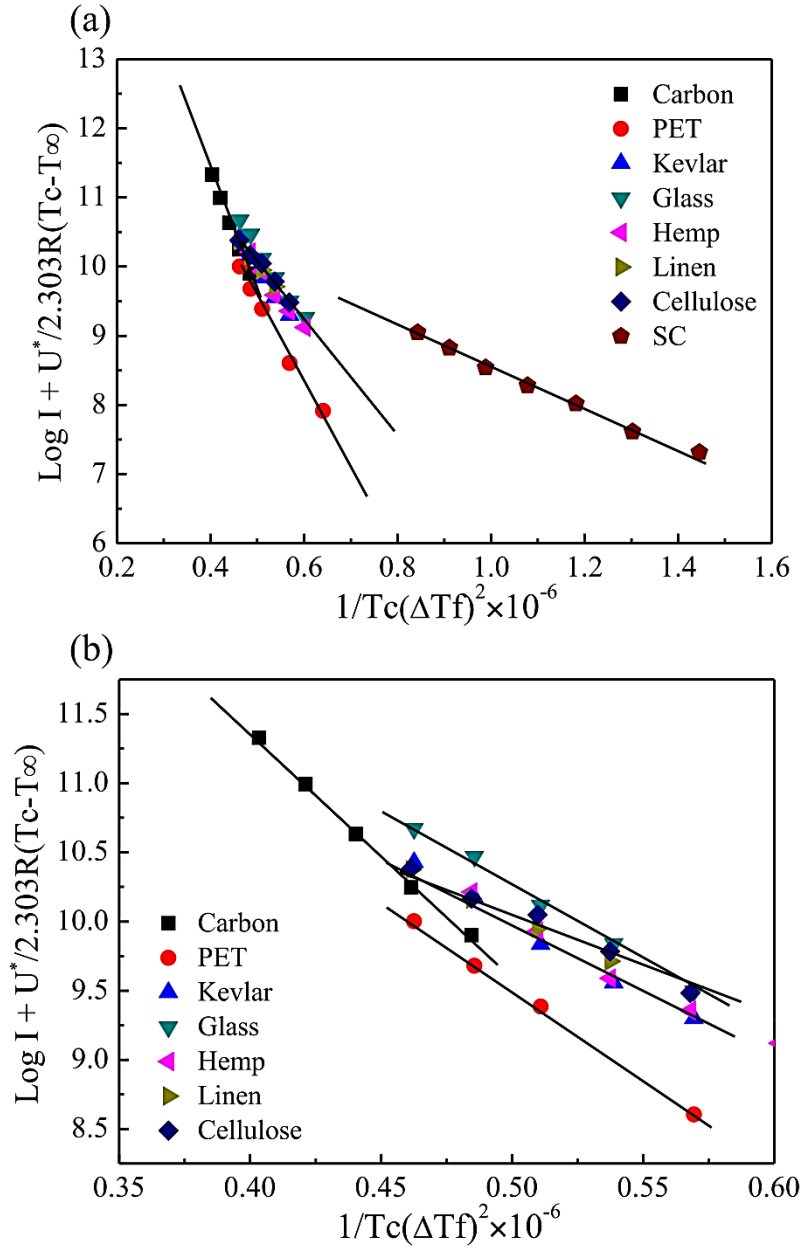 (a)
Log I + U*/2.303R(Tc-T∞)
13
12
11
10
9
8
7
6
0.2 0.4 0.6 0.8 1.0 1.2 1.4 1.6
1/Tc(ΔTf)²×10⁻⁶
Carbon
PET
Kevlar
Glass
Hemp
Linen
Cellulose
SC
(b)
Log I + U*/2.303R(Tc-T∞)
11.5
11.0
10.5
10.0
9.5
9.0
8.5
0.35 0.40 0.45 0.50 0.55 0.60
1/Tc(ΔTf)²×10⁻⁶
Carbon
PET
Kevlar
Glass
Hemp
Linen
Cellulose